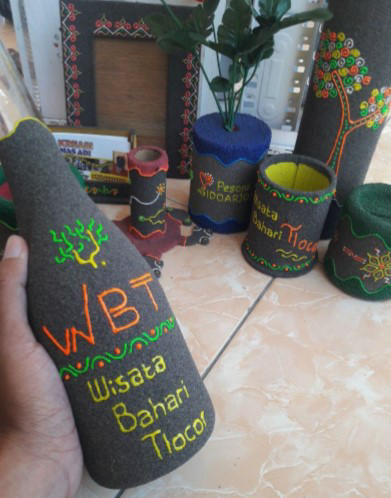 WBT
Wisata
Bahari
Tlocor
Pesona
SIDOARJO
Wisata
Bahari Tlocor